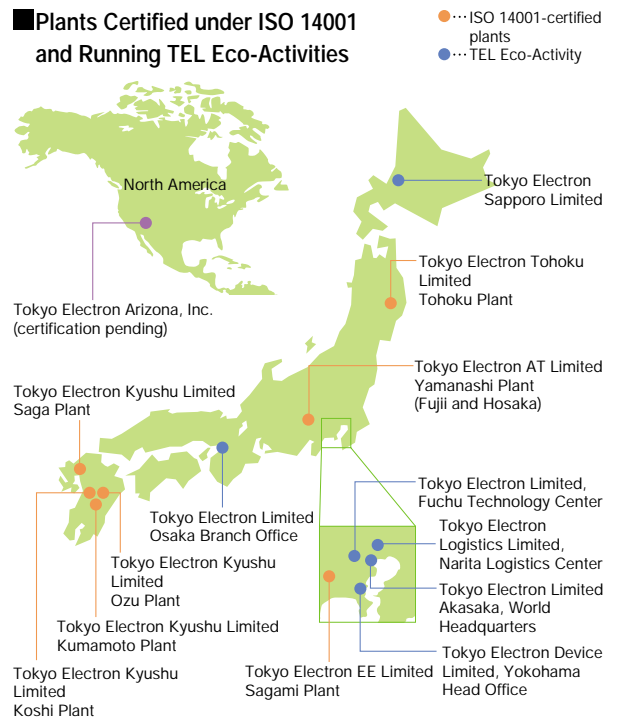 ■Plants Certified under ISO 14001
and Running TEL Eco-Activities
●···ISO 14001-certified
plants
●···TEL Eco-Activity
North America
Tokyo Electron
Sapporo Limited
Tokyo Electron Tohoku
Limited
Tohoku Plant
Tokyo Electron Arizona, Inc.
(certification pending)
Tokyo Electron AT Limited
Yamanashi Plant
(Fujii and Hosaka)
Tokyo Electron Kyushu Limited
Saga Plant
Tokyo Electron Limited,
Fuchu Technology Center
Tokyo Electron Limited
Osaka Branch Office
Tokyo Electron
Logistics Limited,
Narita Logistics Center
Tokyo Electron Kyushu
Limited
Ozu Plant
Tokyo Electron Limited
Akasaka, World
Headquarters
Tokyo Electron Kyushu Limited
Kumamoto Plant
Tokyo Electron Device
Limited, Yokohama
Head Office
Tokyo Electron EE Limited
Sagami Plant
Tokyo Electron Kyushu
Limited
Koshi Plant